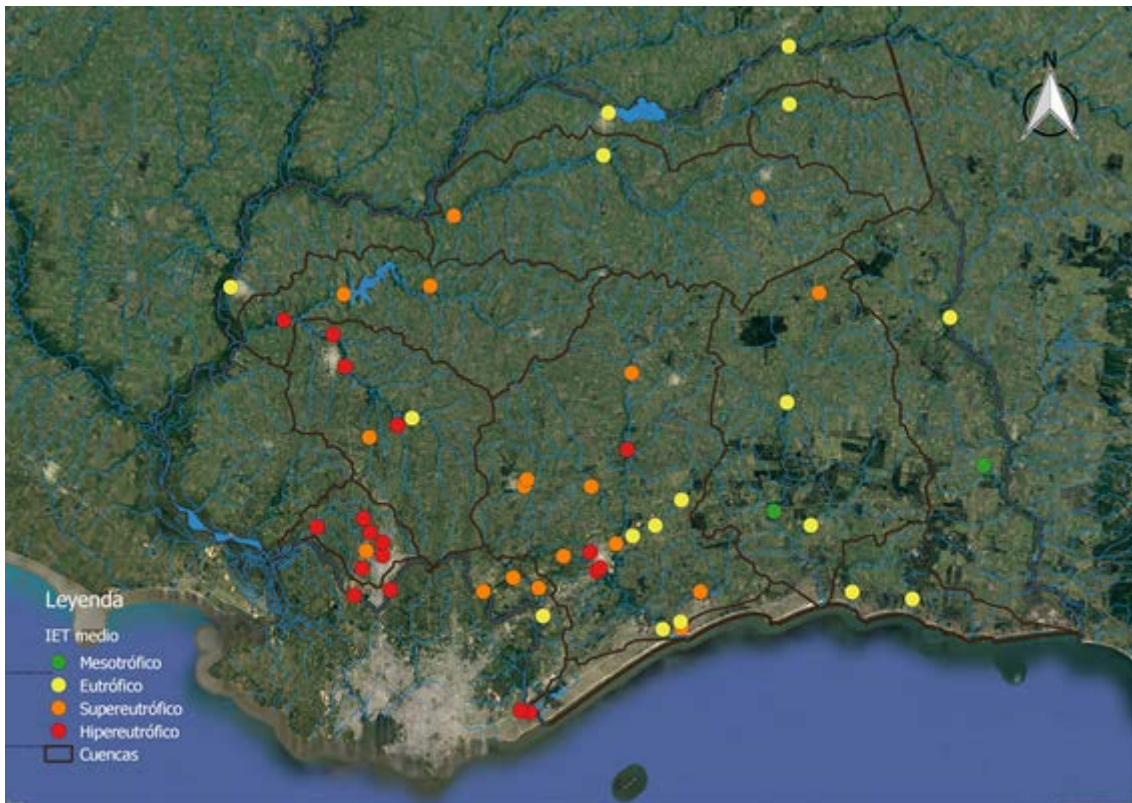 N
Leyenda
IET medio
Mesotrófico
Eutrófico
Supereutrófico
Hipereutrófico
Cuencas